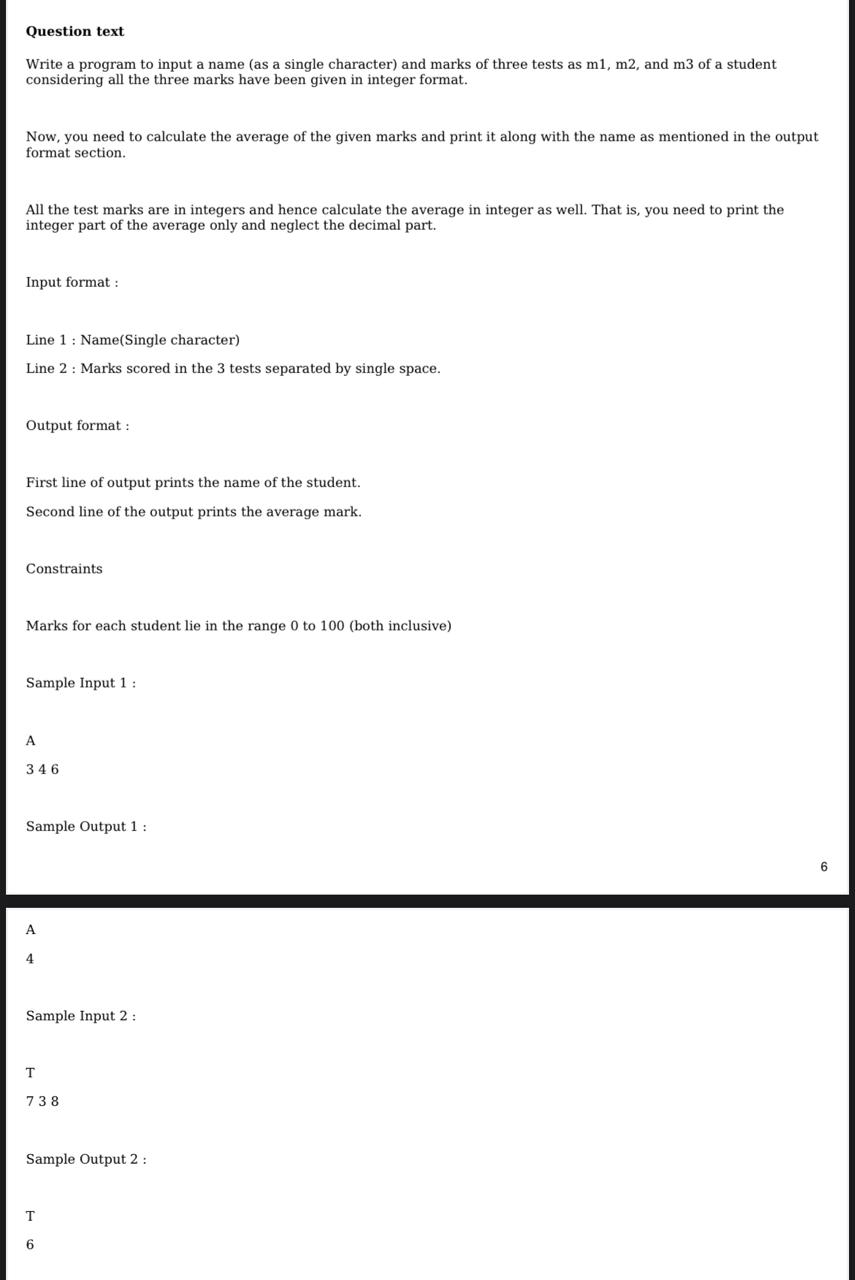 Question text
Write a program to input a name (as a single character) and marks of three tests as m1, m2, and m3 of a student
considering all the three marks have been given in integer format.
Now, you need to calculate the average of the given marks and print it along with the name as mentioned in the output
format section.
All the test marks are in integers and hence calculate the average in integer as well. That is, you need to print the
integer part of the average only and neglect the decimal part.
Input format :
Line 1 : Name(Single character)
Line 2 : Marks scored in the 3 tests separated by single space.
Output format :
First line of output prints the name of the student.
Second line of the output prints the average mark.
Constraints
Marks for each student lie in the range 0 to 100 (both inclusive)
Sample Input 1 :
A
3 4 6
Sample Output 1 :
6
A
4
Sample Input 2 :
T
7 3 8
Sample Output 2 :
T
6